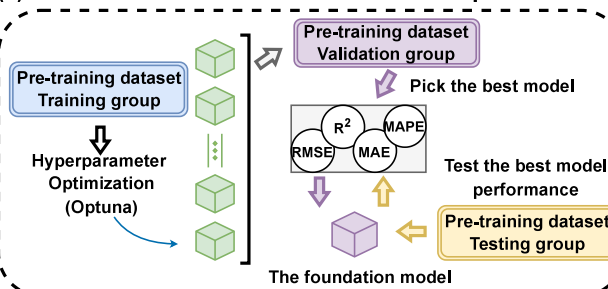 Pre-training dataset
Training group
Hyperparameter
Optimization
(Optuna)
Pre-training dataset
Validation group
Pick the best model
RMSE
R²
MAE
MAPE
Test the best model
performance
Pre-training dataset
Testing group
The foundation model